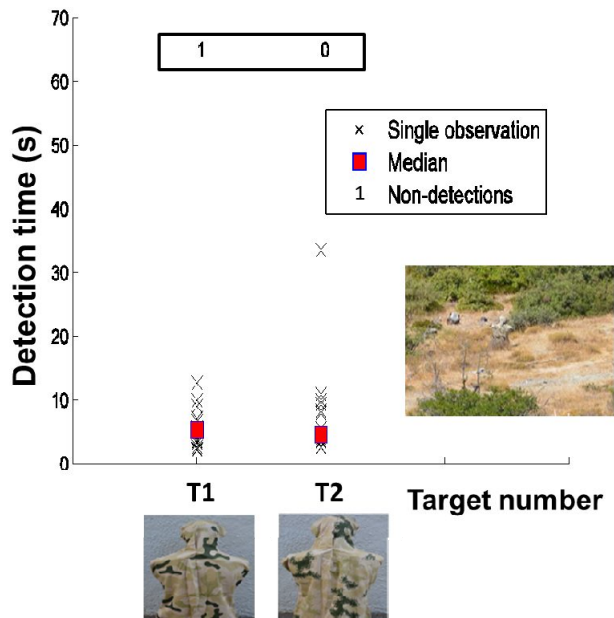 70
1 0
60
50
× Single observation
Median
1 Non-detections
40
30
20
10
0
Detection time (s)
T1 T2 Target number